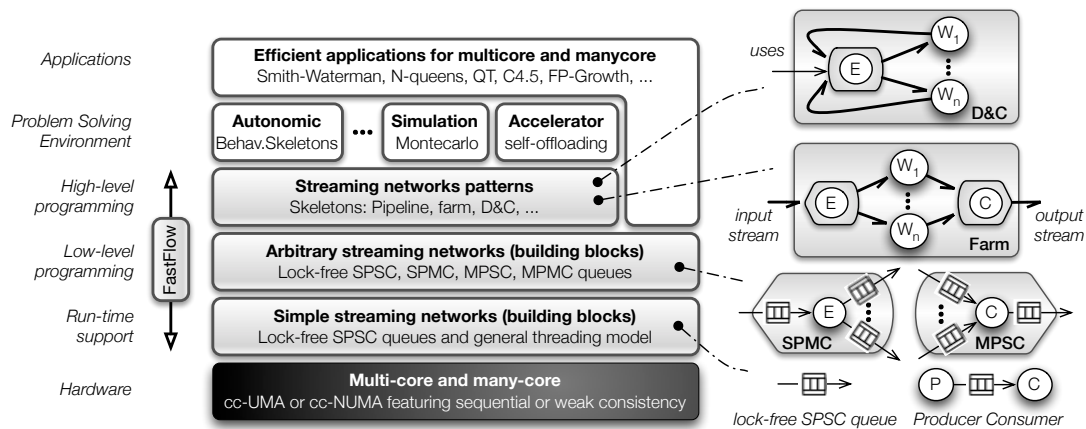 Applications
Efficient applications for multicore and manycore
Smith-Waterman, N-queens, QT, C4.5, FP-Growth, ...
Problem Solving
Environment
Autonomic
Behav.Skeletons
...
Simulation
Montecarlo
Accelerator
self-offloading
High-level
programming
Streaming networks patterns
Skeletons: Pipeline, farm, D&C, ...
Low-level
programming
Arbitrary streaming networks (building blocks)
Lock-free SPSC, SPMC, MPSC, MPMC queues
Run-time
support
Simple streaming networks (building blocks)
Lock-free SPSC queues and general threading model
Hardware
Multi-core and many-core
cc-UMA or cc-NUMA featuring sequential or weak consistency
FastFlow
uses
E
W1
Wn
D&C
input
stream
E
W1
Wn
C
Farm
output
stream
E
SPMC
C
MPSC
lock-free SPSC queue
P
C
Producer Consumer